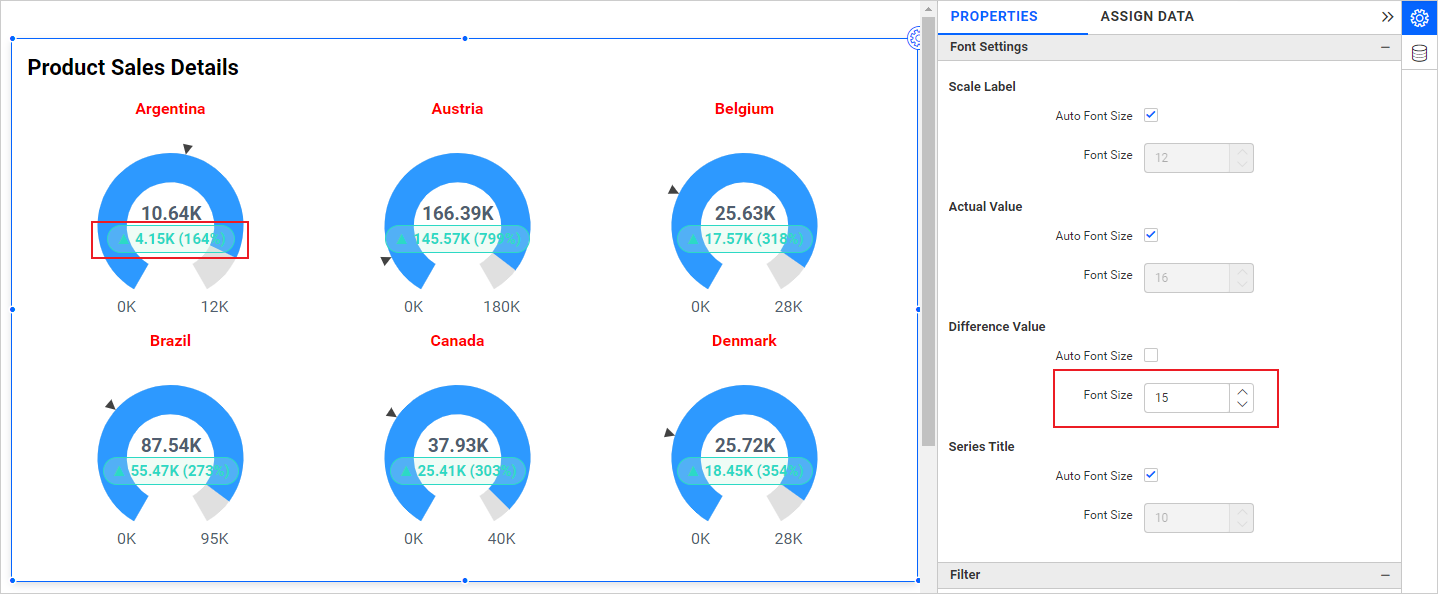 Product Sales Details
Argentina Austria Belgium
10.64K 166.39K 25.63K
4.15K (164%) 145.57K (799%) 17.57K (318%)
0K 12K 0K 180K 0K 28K
Brazil Canada Denmark
87.54K 37.93K 25.72K
55.47K (273%) 25.41K (303%) 18.45K (354%)
0K 95K 0K 40K 0K 28K
PROPERTIES ASSIGN DATA
Font Settings
Scale Label
Auto Font Size
Font Size 12
Actual Value
Auto Font Size
Font Size 16
Difference Value
Auto Font Size
Font Size 15
Series Title
Auto Font Size
Font Size 10
Filter